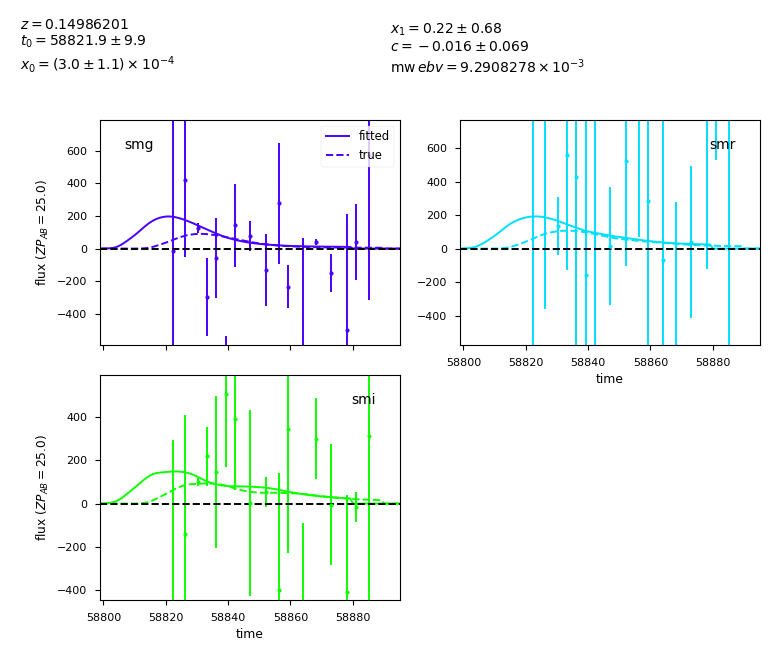 z = 0.14986201
t₀ = 58821.9 ± 9.9
x₀ = (3.0 ± 1.1) × 10⁻⁴
x₁ = 0.22 ± 0.68
c = −0.016 ± 0.069
mw ebv = 9.2908278 × 10⁻³
smg
fitted
true
600
400
200
0
−200
−400
flux (ZP_AB = 25.0)
smr
600
400
200
0
−200
−400
58800 58820 58840 58860 58880
time
smi
400
200
0
−200
−400
flux (ZP_AB = 25.0)
58800 58820 58840 58860 58880
time